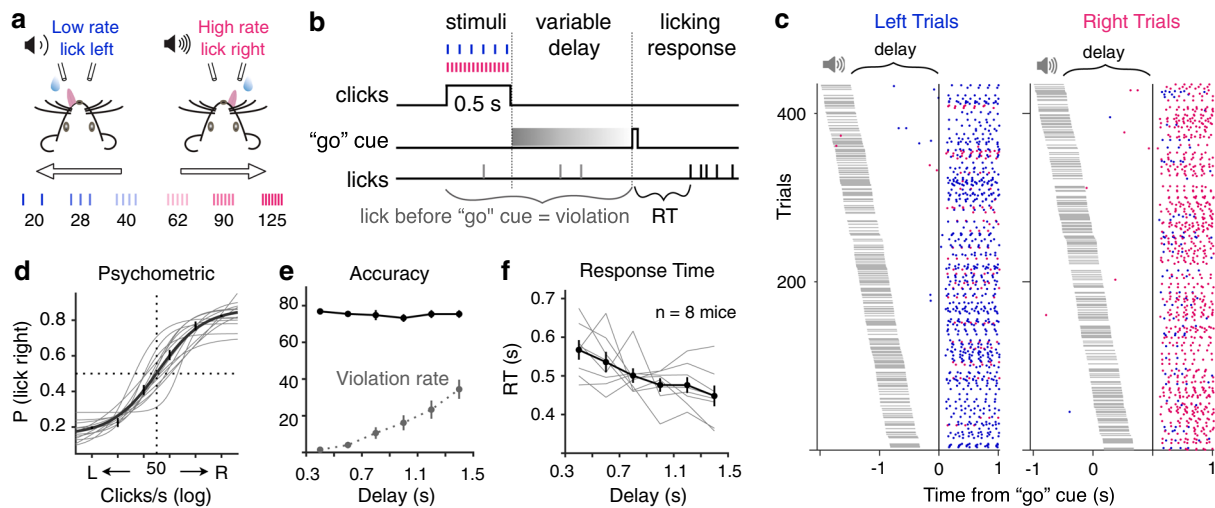 a
Low rate
lick left
High rate
lick right
20 28 40 62 90 125
b
stimuli
variable
delay
licking
response
clicks
0.5 s
“go” cue
licks
lick before “go” cue = violation
RT
c
Left Trials
Right Trials
delay
delay
Trials
400
200
-1 0 1
-1 0 1
Time from “go” cue (s)
d
Psychometric
P (lick right)
0.8
0.6
0.4
0.2
L 50 R
Clicks/s (log)
e
Accuracy
80
60
40
20
Violation rate
0.3 0.7 1.1 1.5
Delay (s)
f
Response Time
n = 8 mice
RT (s)
0.7
0.6
0.5
0.4
0.3 0.7 1.1 1.5
Delay (s)